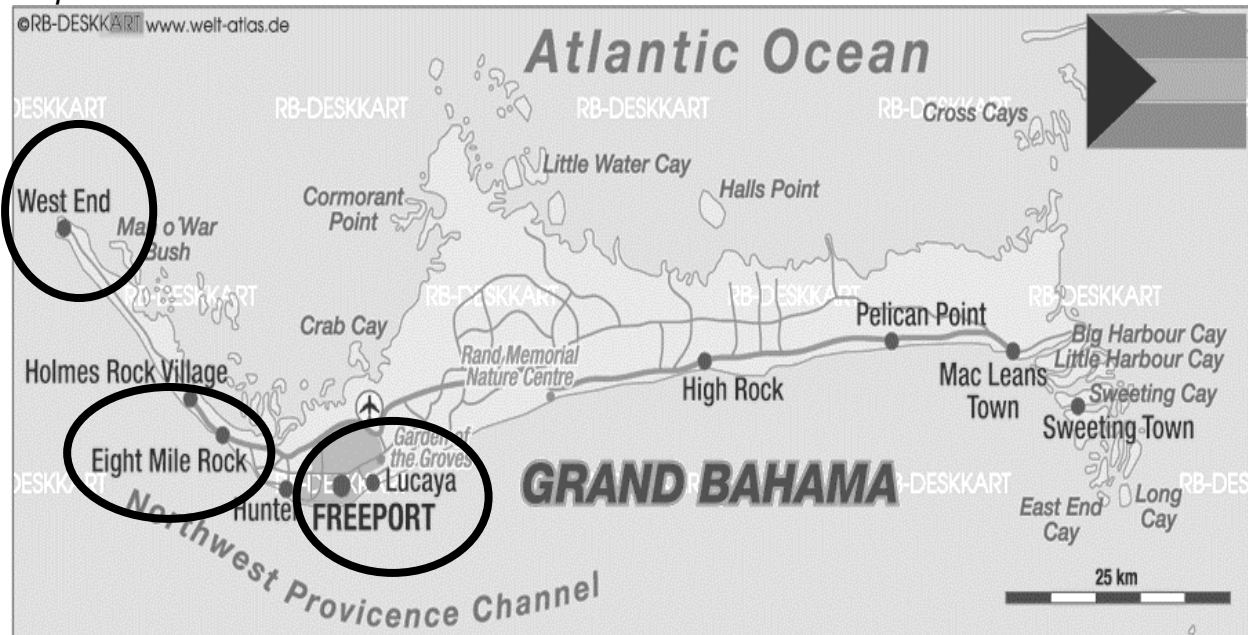 ©RB-DESKKART www.welt-atlas.de
Atlantic Ocean
DESKKART
RB-DESKKART
RB-DESKKART
Cross Cays
Little Water Cay
Halls Point
Cormorant
Point
West End
Bush
RB-DESKKART
RB-DESKKART
RB-DESKKART
RB-DESKKART
Crab Cay
Pelican Point
Big Harbour Cay
Little Harbour Cay
Rand Memorial
Nature Centre
Holmes Rock Village
High Rock
Mac Leans
Town
Sweeting Cay
Sweeting Town
Eight Mile Rock
Garden of
the Groves
Lucaya
GRAND BAHAMA
DESKKART
RB-DESKKART
RB-DES
Hunter
FREEPORT
East End
Cay
Long
Cay
Northwest Provicence Channel
25 km